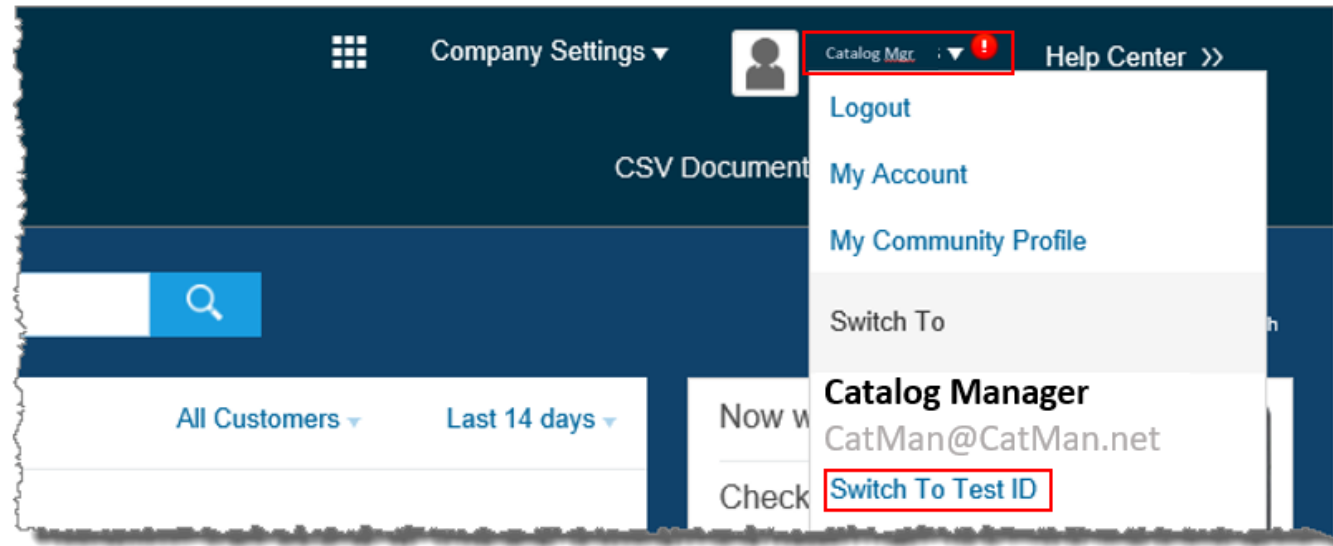 Company Settings
Catalog Mgr
!
Help Center >>
Logout
CSV Document
My Account
My Community Profile
Switch To
h
Catalog Manager
CatMan@CatMan.net
All Customers
Last 14 days
Now w
Switch To Test ID
Check